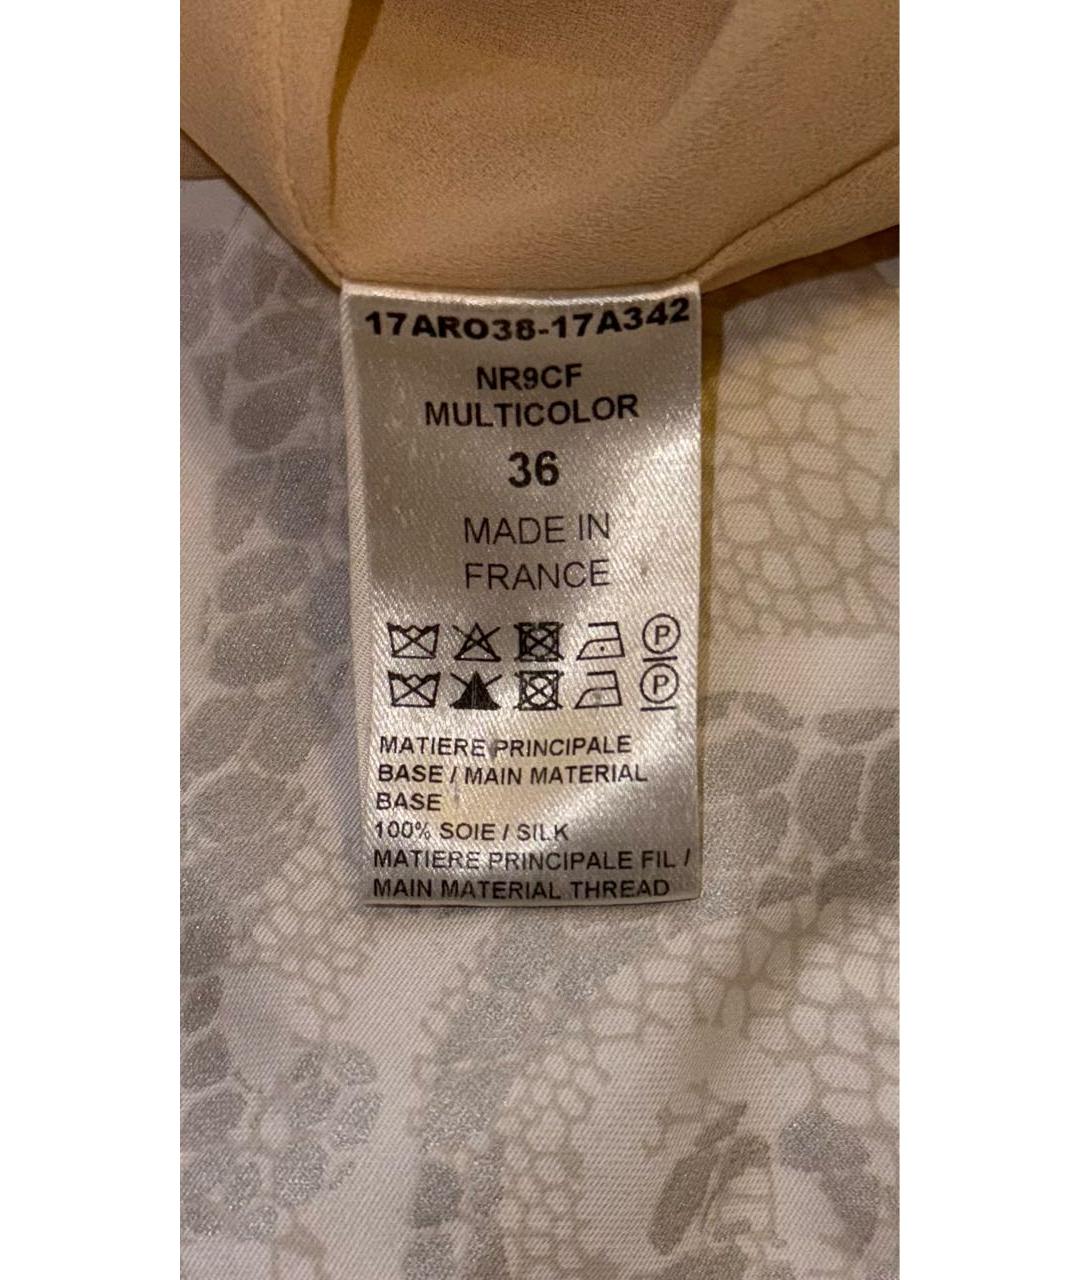 17ARO38-17A342
NR9CF
MULTICOLOR
36
MADE IN
FRANCE
P
P
MATIERE PRINCIPALE
BASE / MAIN MATERIAL
BASE
100% SOIE / SILK
MATIERE PRINCIPALE FIL /
MAIN MATERIAL THREAD